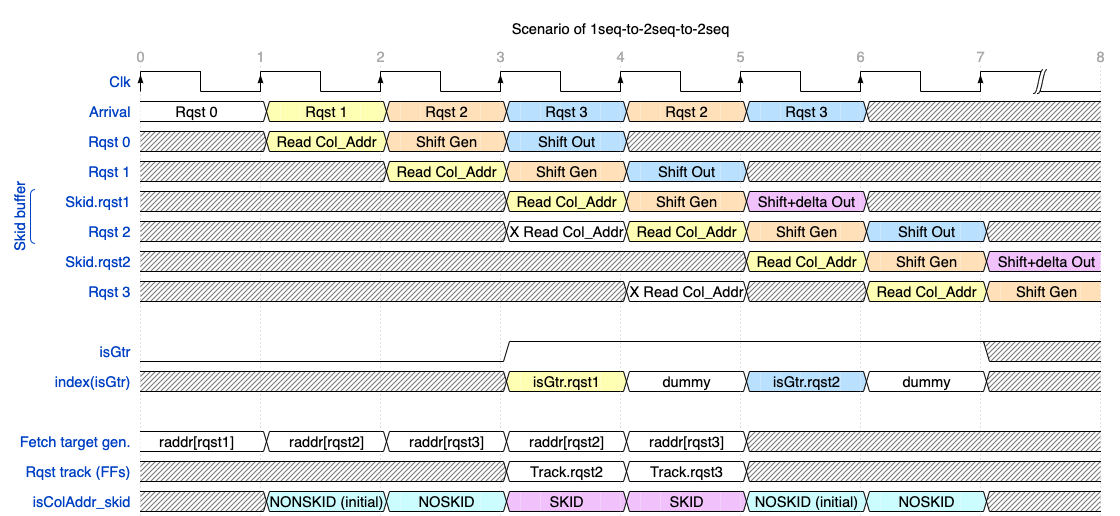 Scenario of 1seq-to-2seq-to-2seq
0 1 2 3 4 5 6 7 8
Clk
Arrival Rqst 0 Rqst 1 Rqst 2 Rqst 3 Rqst 2 Rqst 3
Rqst 0 Read Col_Addr Shift Gen Shift Out
Rqst 1 Read Col_Addr Shift Gen Shift Out
Skid buffer
Skid.rqst1 Read Col_Addr Shift Gen Shift+delta Out
Rqst 2 X Read Col_Addr Read Col_Addr Shift Gen Shift Out
Skid.rqst2 Read Col_Addr Shift Gen Shift+delta Out
Rqst 3 X Read Col_Addr Read Col_Addr Shift Gen
isGtr
index(isGtr) isGtr.rqst1 dummy isGtr.rqst2 dummy
Fetch target gen. raddr[rqst1] raddr[rqst2] raddr[rqst3] raddr[rqst2] raddr[rqst3]
Rqst track (FFs) Track.rqst2 Track.rqst3
isColAddr_skid NONSKID (initial) NOSKID SKID SKID NOSKID (initial) NOSKID